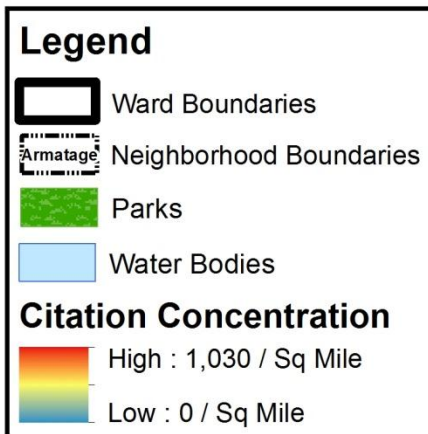 Legend
Ward Boundaries
Armatage
Neighborhood Boundaries
Parks
Water Bodies
Citation Concentration
High : 1,030 / Sq Mile
Low : 0 / Sq Mile